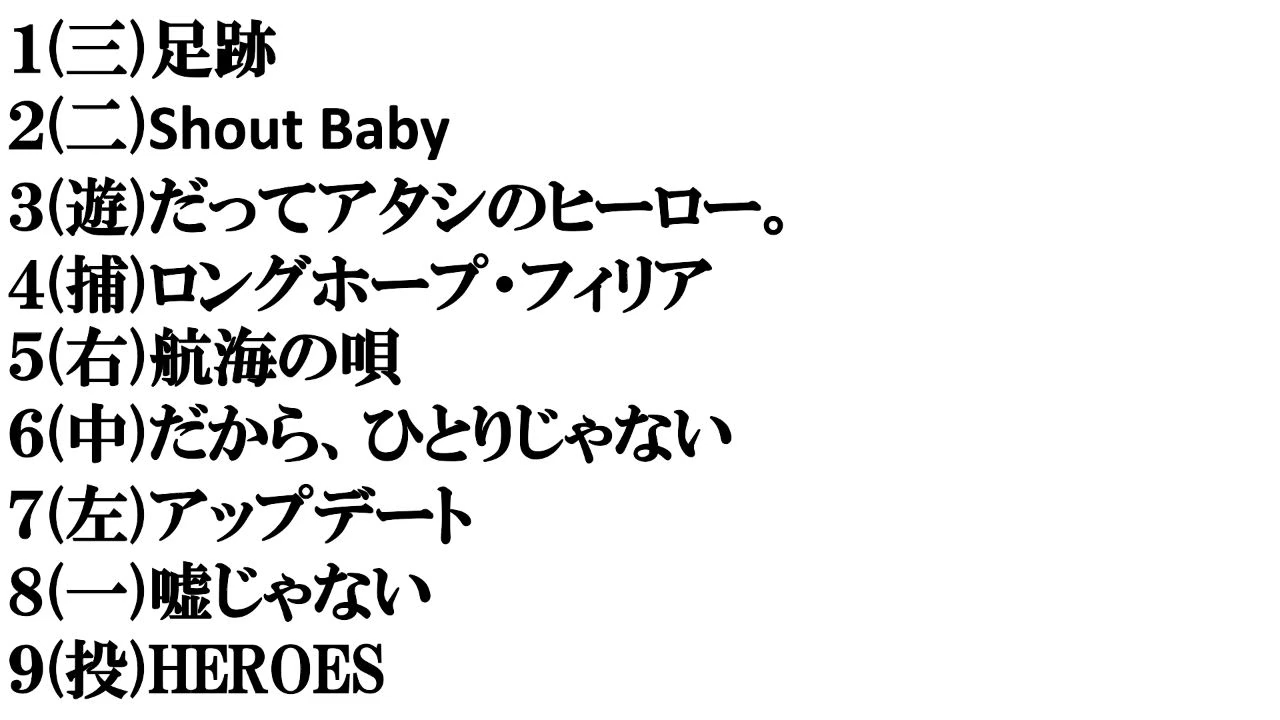 1(三)足跡
2(二)Shout Baby
3(遊)だってアタシのヒーロー。
4(捕)ロングホープ・フィリア
5(右)航海の唄
6(中)だから、ひとりじゃない
7(左)アップデート
8(一)嘘じゃない
9(投)HEROES